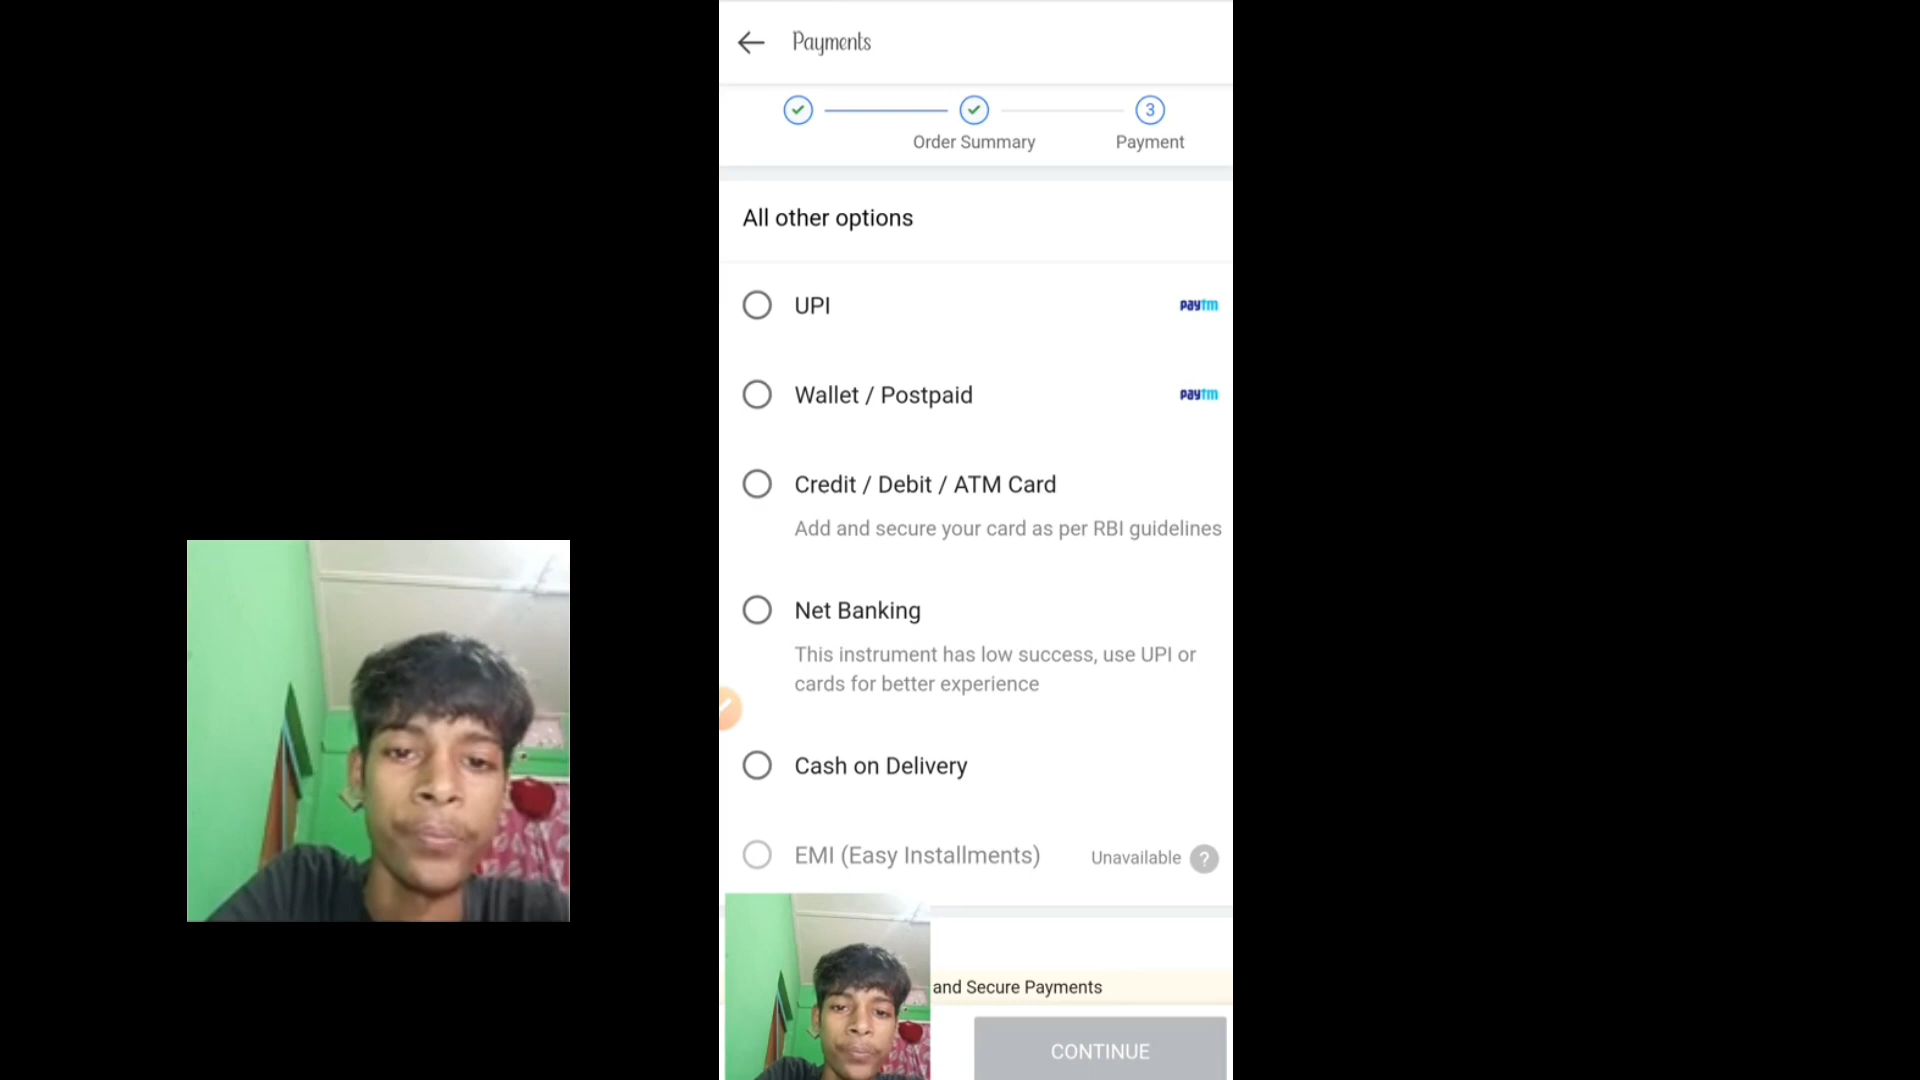 Payments
3
Order Summary
Payment
All other options
UPI
paytm
Wallet / Postpaid
paytm
Credit / Debit / ATM Card
Add and secure your card as per RBI guidelines
Net Banking
This instrument has low success, use UPI or
cards for better experience
Cash on Delivery
EMI (Easy Installments)
Unavailable ?
and Secure Payments
CONTINUE